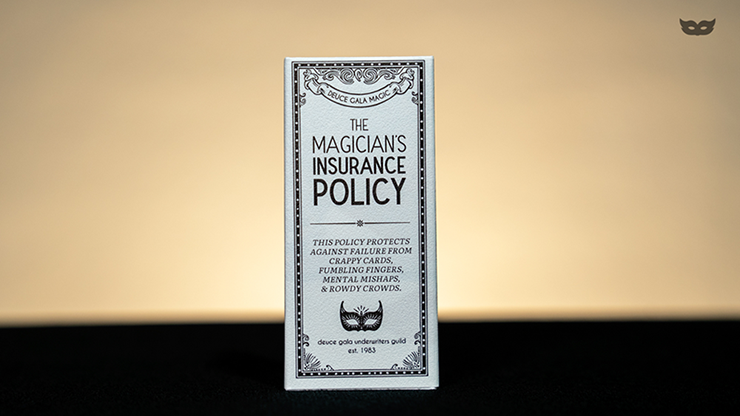 DEUCE GALA MAGIC
THE
MAGICIAN'S
INSURANCE
POLICY
THIS POLICY PROTECTS
AGAINST FAILURE FROM
CRAPPY CARDS,
FUMBLING FINGERS,
MENTAL MISHAPS,
& ROWDY CROWDS.
deuce gala underwriters guild
est. 1983